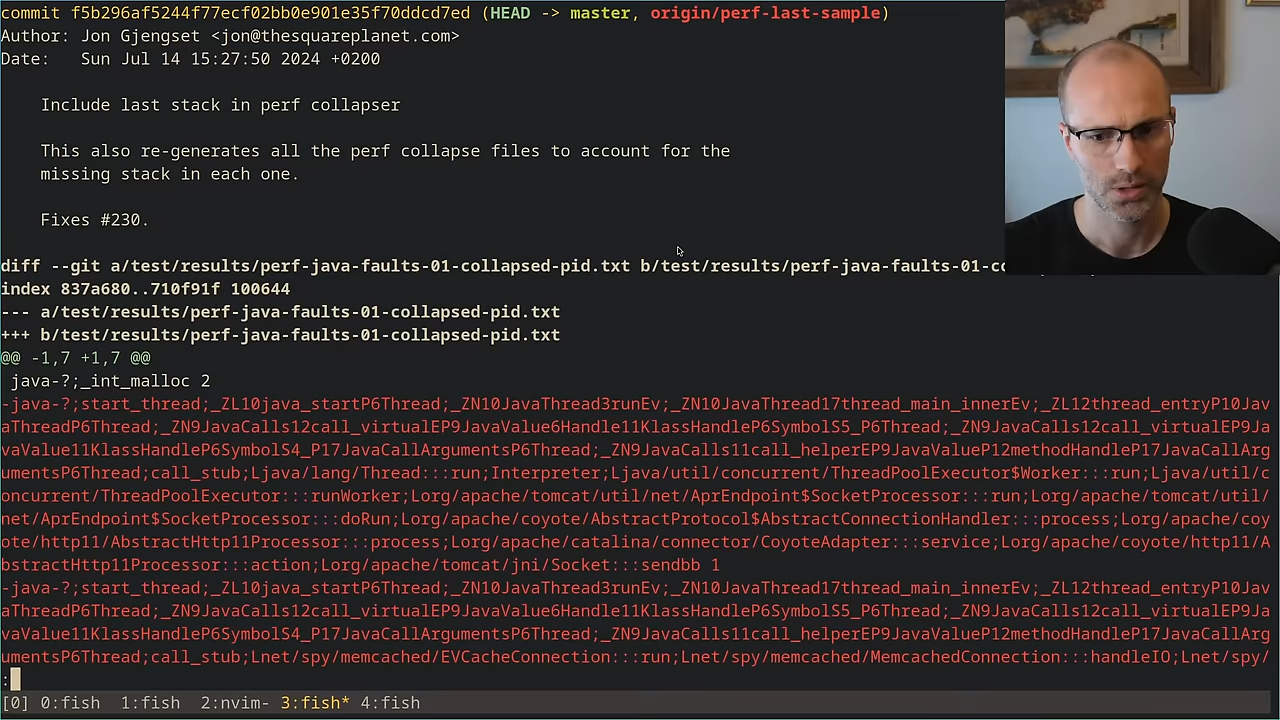 commit f5b296af5244f77ecf02bb0e901e35f70ddcd7ed (HEAD -> master, origin/perf-last-sample)
Author: Jon Gjengset <jon@thesquareplanet.com>
Date:   Sun Jul 14 15:27:50 2024 +0200
Include last stack in perf collapser
This also re-generates all the perf collapse files to account for the
missing stack in each one.
Fixes #230.
diff --git a/test/results/perf-java-faults-01-collapsed-pid.txt b/test/results/perf-java-faults-01-c
index 837a680..710f91f 100644
--- a/test/results/perf-java-faults-01-collapsed-pid.txt
+++ b/test/results/perf-java-faults-01-collapsed-pid.txt
@@ -1,7 +1,7 @@
java-?;_int_malloc 2
-java-?;start_thread;_ZL10java_startP6Thread;_ZN10JavaThread3runEv;_ZN10JavaThread17thread_main_innerEv;_ZL12thread_entryP10Jav
aThreadP6Thread;_ZN9JavaCalls12call_virtualEP9JavaValue6Handle11KlassHandleP6SymbolS5_P6Thread;_ZN9JavaCalls12call_virtualEP9Ja
vaValue11KlassHandleP6SymbolS4_P17JavaCallArgumentsP6Thread;_ZN9JavaCalls11call_helperEP9JavaValueP12methodHandleP17JavaCallArg
umentsP6Thread;call_stub;Ljava/lang/Thread:::run;Interpreter;Ljava/util/concurrent/ThreadPoolExecutor$Worker:::run;Ljava/util/c
oncurrent/ThreadPoolExecutor:::runWorker;Lorg/apache/tomcat/util/net/AprEndpoint$SocketProcessor:::run;Lorg/apache/tomcat/util/
net/AprEndpoint$SocketProcessor:::doRun;Lorg/apache/coyote/AbstractProtocol$AbstractConnectionHandler:::process;Lorg/apache/coy
ote/http11/AbstractHttp11Processor:::process;Lorg/apache/catalina/connector/CoyoteAdapter:::service;Lorg/apache/coyote/http11/A
bstractHttp11Processor:::action;Lorg/apache/tomcat/jni/Socket:::sendbb 1
-java-?;start_thread;_ZL10java_startP6Thread;_ZN10JavaThread3runEv;_ZN10JavaThread17thread_main_innerEv;_ZL12thread_entryP10Jav
aThreadP6Thread;_ZN9JavaCalls12call_virtualEP9JavaValue6Handle11KlassHandleP6SymbolS5_P6Thread;_ZN9JavaCalls12call_virtualEP9Ja
vaValue11KlassHandleP6SymbolS4_P17JavaCallArgumentsP6Thread;_ZN9JavaCalls11call_helperEP9JavaValueP12methodHandleP17JavaCallArg
umentsP6Thread;call_stub;Lnet/spy/memcached/EVCacheConnection:::run;Lnet/spy/memcached/MemcachedConnection:::handleIO;Lnet/spy/
:
[0] 0:fish  1:fish  2:nvim- 3:fish* 4:fish